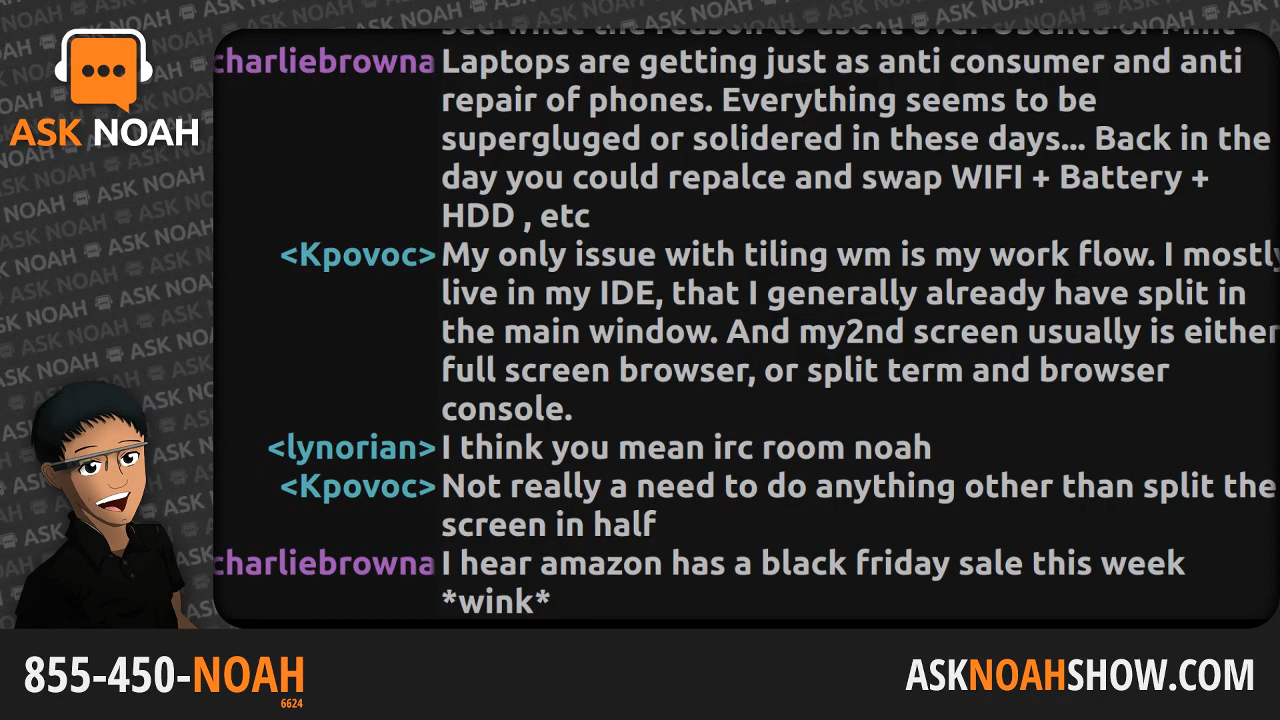 ASK NOAH
charliebrowna Laptops are getting just as anti consumer and anti
repair of phones. Everything seems to be
supergluged or solidered in these days... Back in the
day you could repalce and swap WIFI + Battery +
HDD , etc
<Kpovoc> My only issue with tiling wm is my work flow. I mostly
live in my IDE, that I generally already have split in
the main window. And my2nd screen usually is either
full screen browser, or split term and browser
console.
<lynorian> I think you mean irc room noah
<Kpovoc> Not really a need to do anything other than split the
screen in half
charliebrowna I hear amazon has a black friday sale this week
*wink*
855-450-NOAH
6624
ASKNOAHSHOW.COM